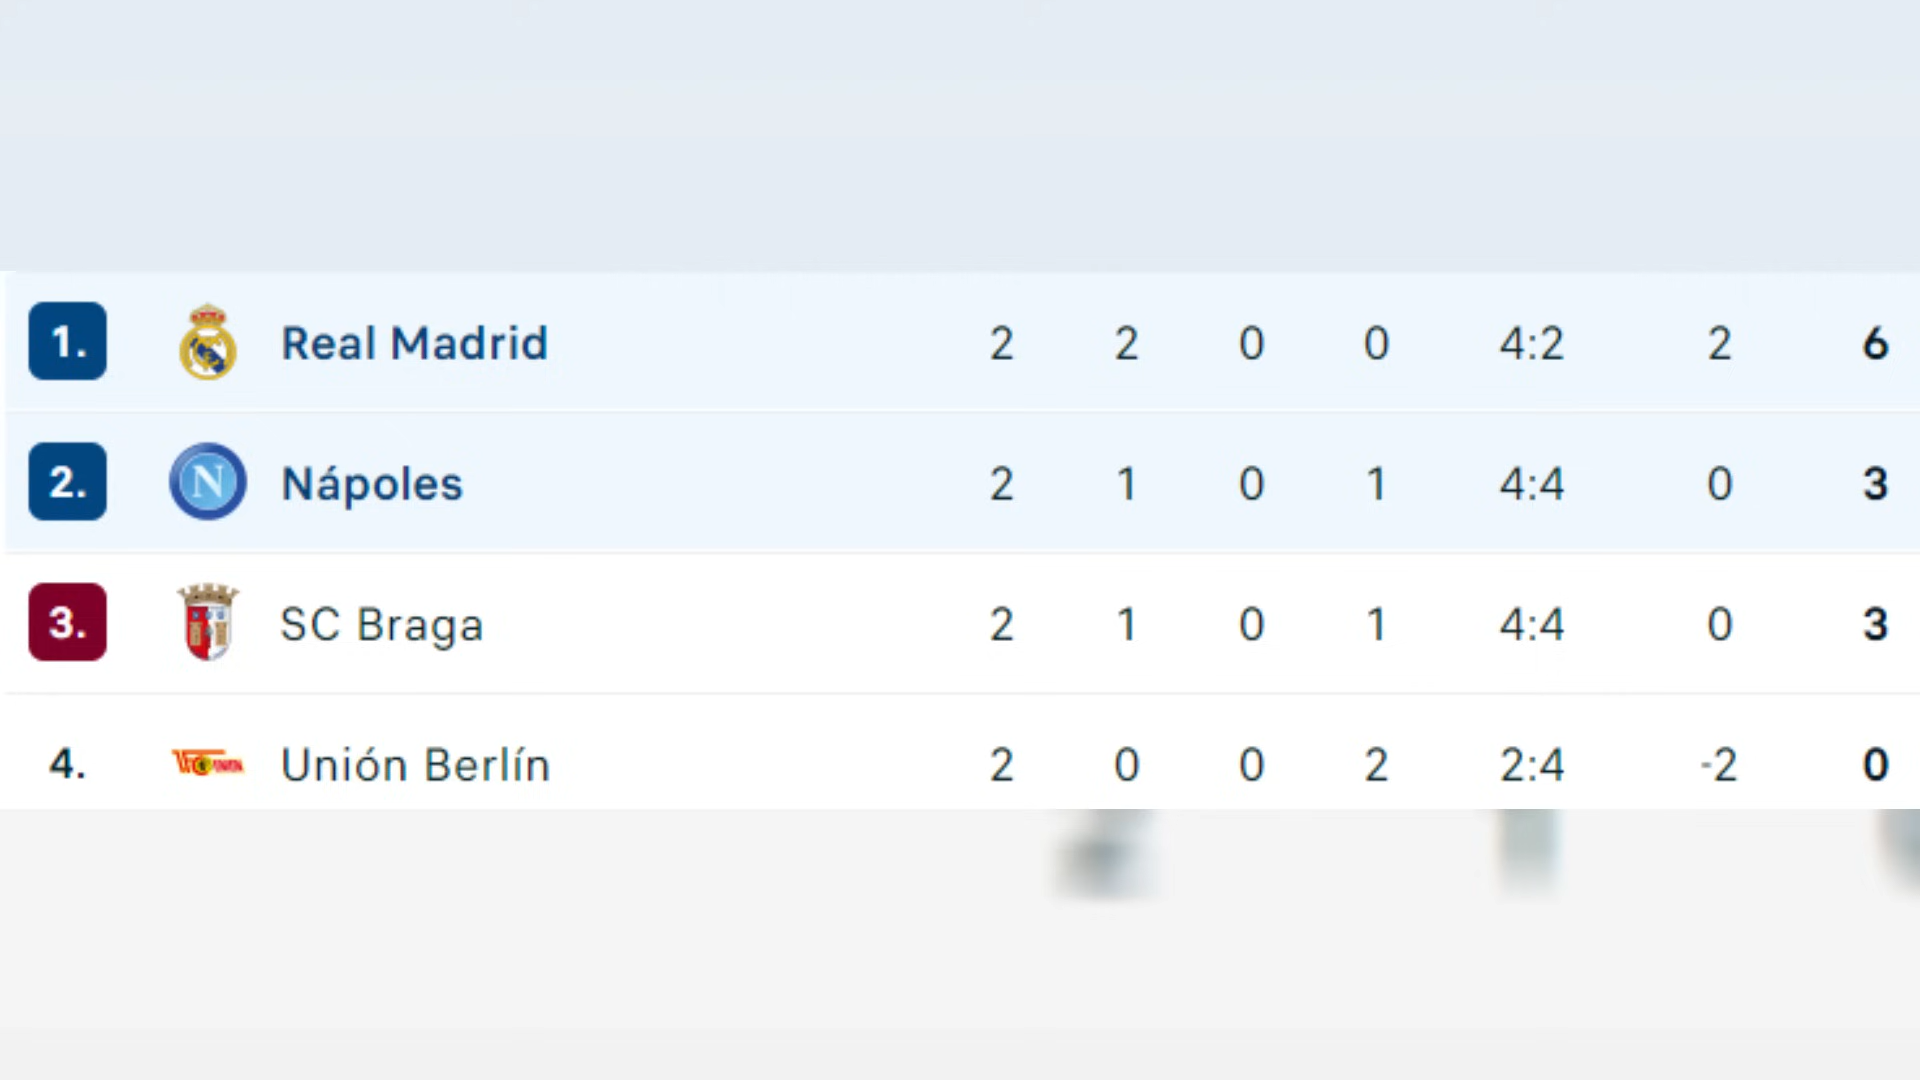 1. Real Madrid 2 2 0 0 4:2 2 6
2. N Nápoles 2 1 0 1 4:4 0 3
3. SC Braga 2 1 0 1 4:4 0 3
4. Unión Berlín 2 0 0 2 2:4 -2 0